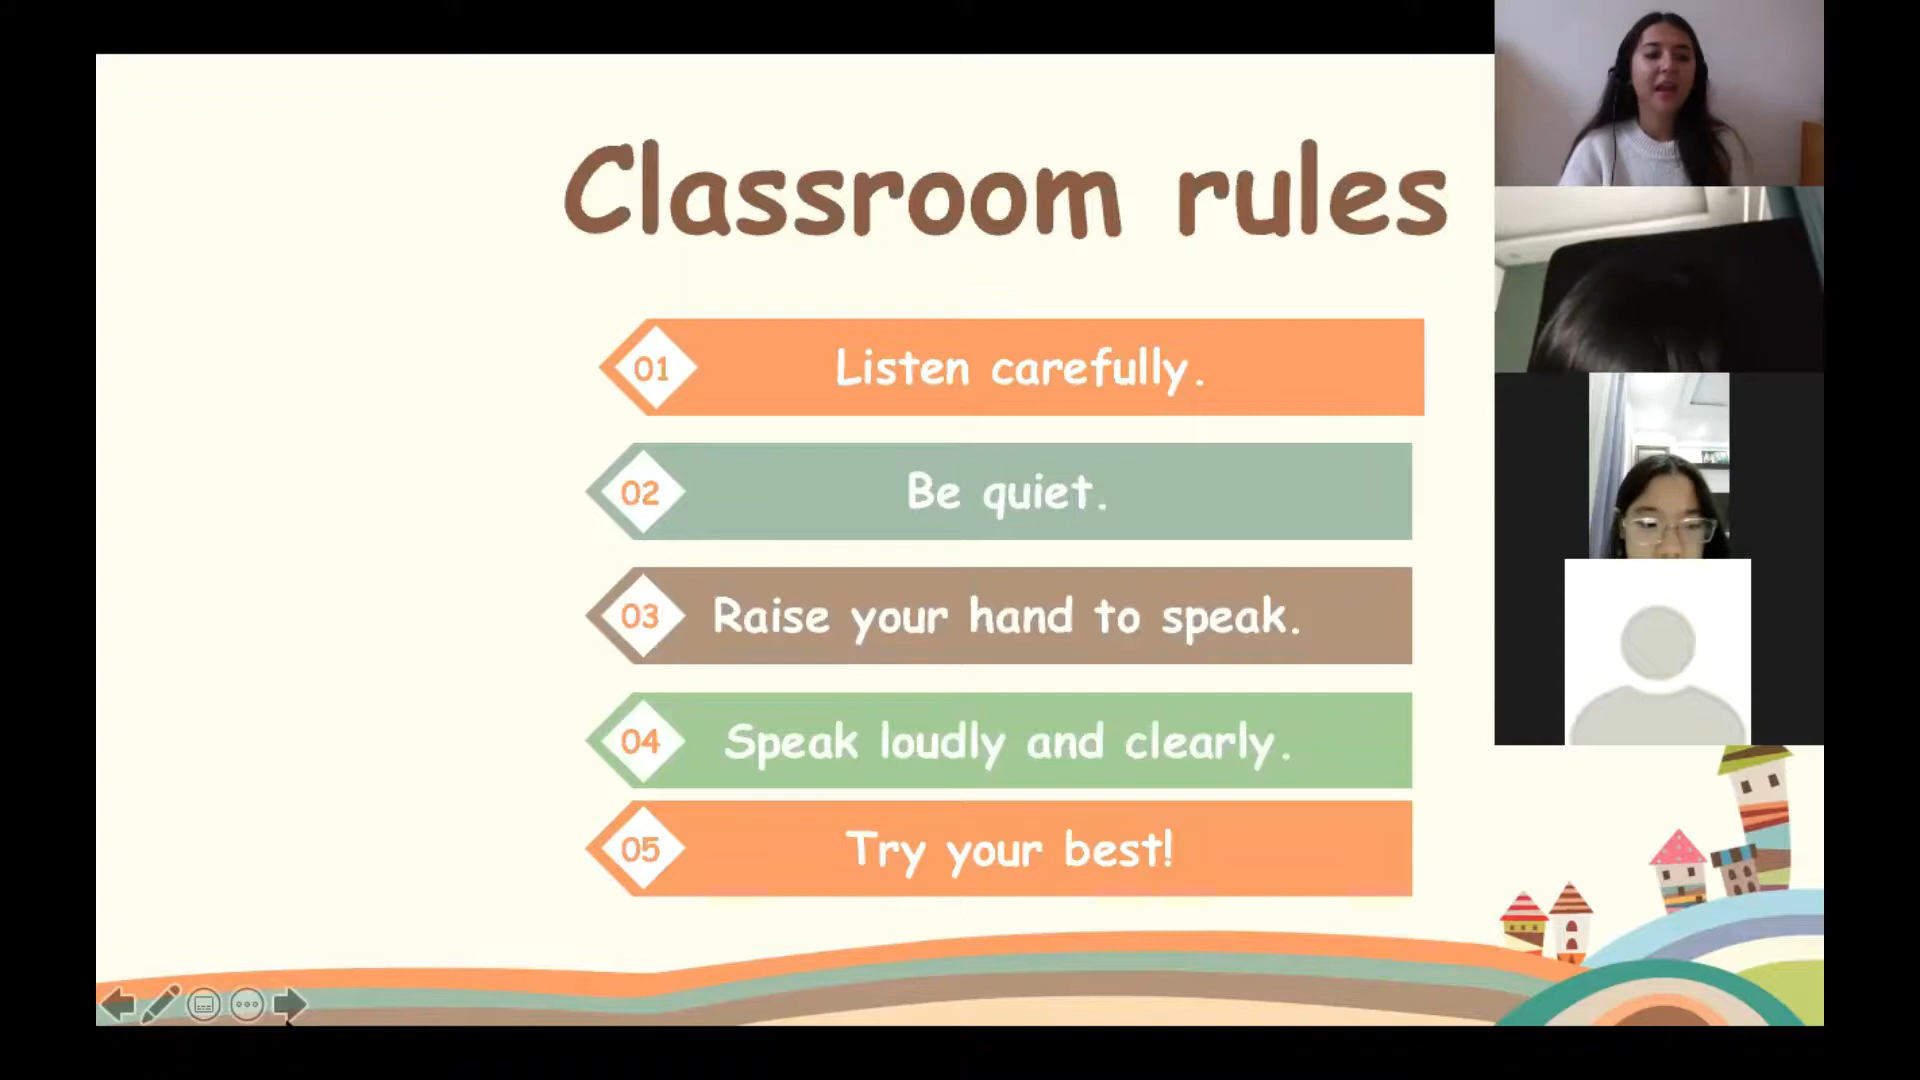 Classroom rules
01 Listen carefully.
02 Be quiet.
03 Raise your hand to speak.
04 Speak loudly and clearly.
05 Try your best!